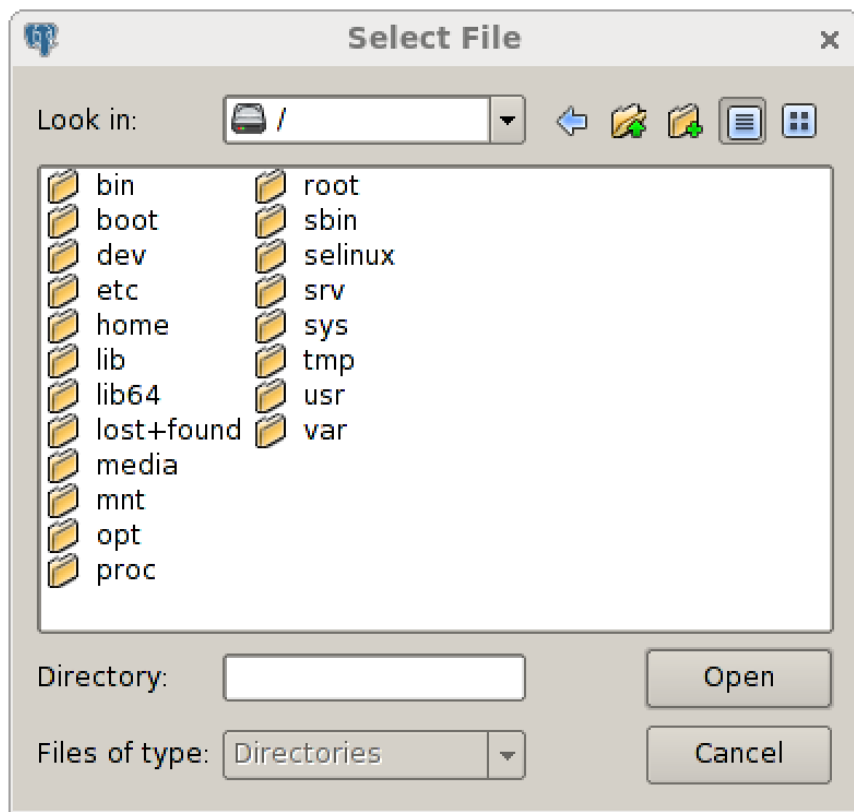 Select File
Look in: /
bin
boot
dev
etc
home
lib
lib64
lost+found
media
mnt
opt
proc
root
sbin
selinux
srv
sys
tmp
usr
var
Directory:
Open
Files of type: Directories
Cancel